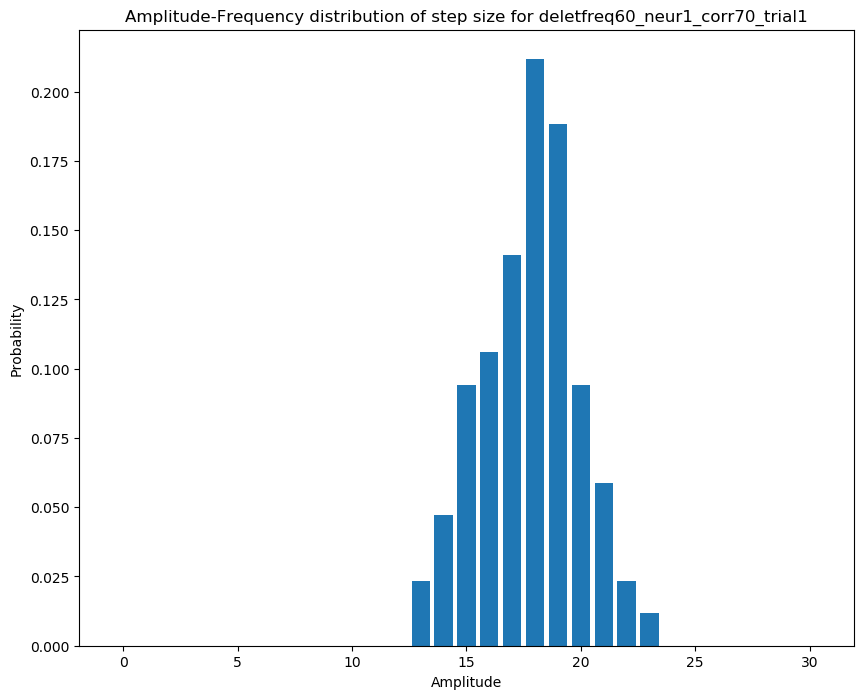 Amplitude-Frequency distribution of step size for deletfreq60_neur1_corr70_trial1
0.200
0.175
0.150
0.125
0.100
0.075
0.050
0.025
0.000
Probability
0 5 10 15 20 25 30
Amplitude